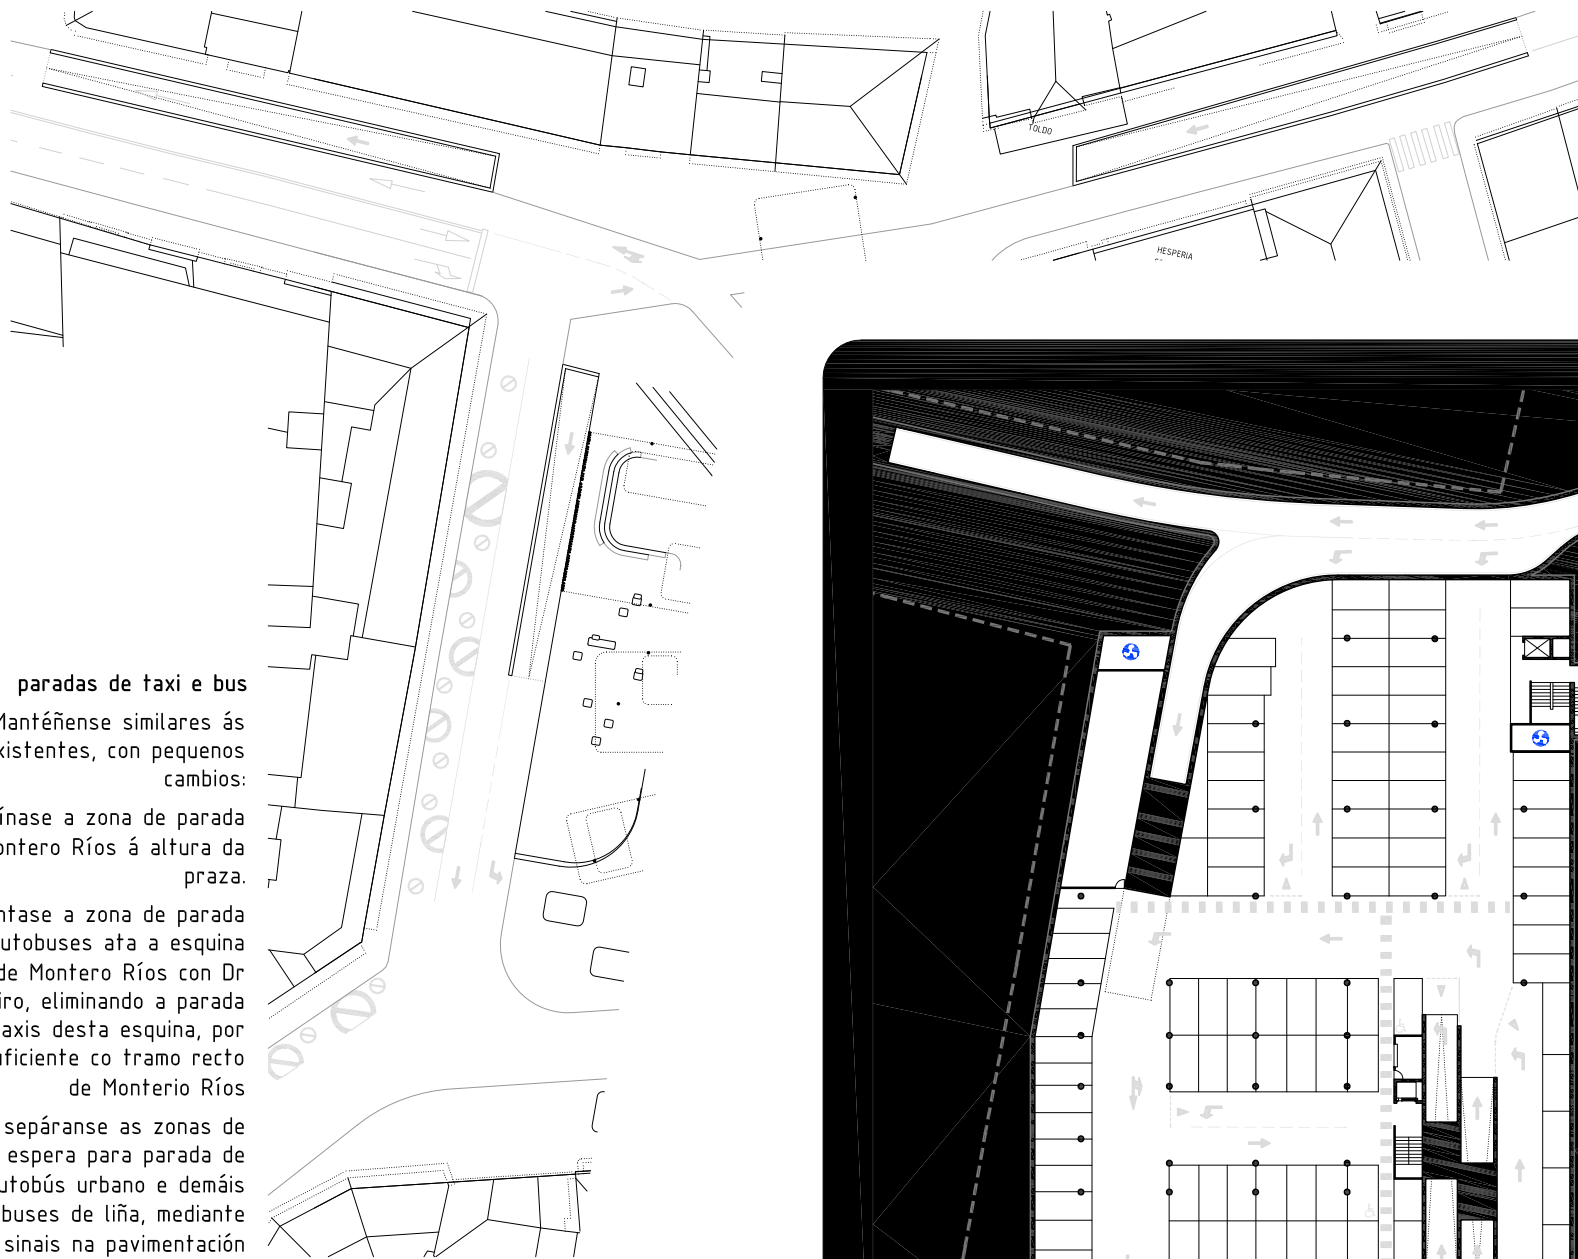 TOLDO
HESPERIA
paradas de taxi e bus
Mantéñense similares ás
xistentes, con pequenos
cambios:
ínase a zona de parada
ontero Ríos á altura da
praza.
ntase a zona de parada
utobuses ata a esquina
de Montero Ríos con Dr
iro, eliminando a parada
axis desta esquina, por
uficiente co tramo recto
de Monterio Ríos
sepáranse as zonas de
espera para parada de
utobús urbano e demáis
buses de liña, mediante
sinais na pavimentación